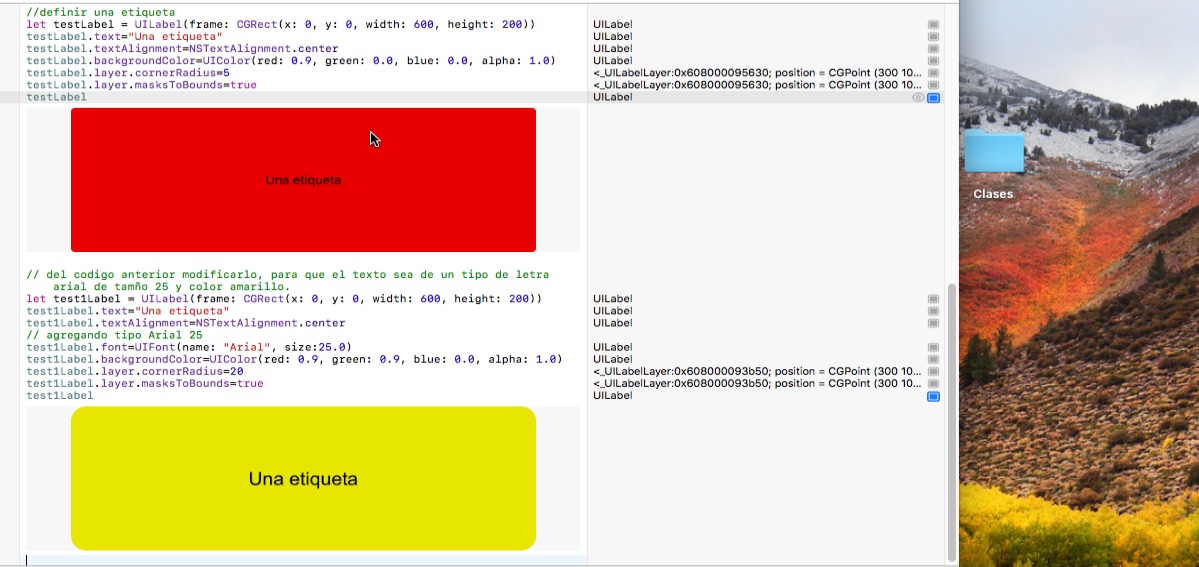 //definir una etiqueta
let testLabel = UILabel(frame: CGRect(x: 0, y: 0, width: 600, height: 200)) UILabel
testLabel.text="Una etiqueta" UILabel
testLabel.textAlignment=NSTextAlignment.center UILabel
testLabel.backgroundColor=UIColor(red: 0.9, green: 0.0, blue: 0.0, alpha: 1.0) UILabel
testLabel.layer.cornerRadius=5 <_UILabelLayer:0x608000095630; position = CGPoint (300 10...
testLabel.layer.masksToBounds=true <_UILabelLayer:0x608000095630; position = CGPoint (300 10...
testLabel UILabel
Una etiqueta
// del codigo anterior modificarlo, para que el texto sea de un tipo de letra
arial de tamño 25 y color amarillo.
let test1Label = UILabel(frame: CGRect(x: 0, y: 0, width: 600, height: 200)) UILabel
test1Label.text="Una etiqueta" UILabel
test1Label.textAlignment=NSTextAlignment.center UILabel
// agregando tipo Arial 25
test1Label.font=UIFont(name: "Arial", size:25.0) UILabel
test1Label.backgroundColor=UIColor(red: 0.9, green: 0.9, blue: 0.0, alpha: 1.0) UILabel
test1Label.layer.cornerRadius=20 <_UILabelLayer:0x608000093b50; position = CGPoint (300 10...
test1Label.layer.masksToBounds=true <_UILabelLayer:0x608000093b50; position = CGPoint (300 10...
test1Label UILabel
Una etiqueta
Clases